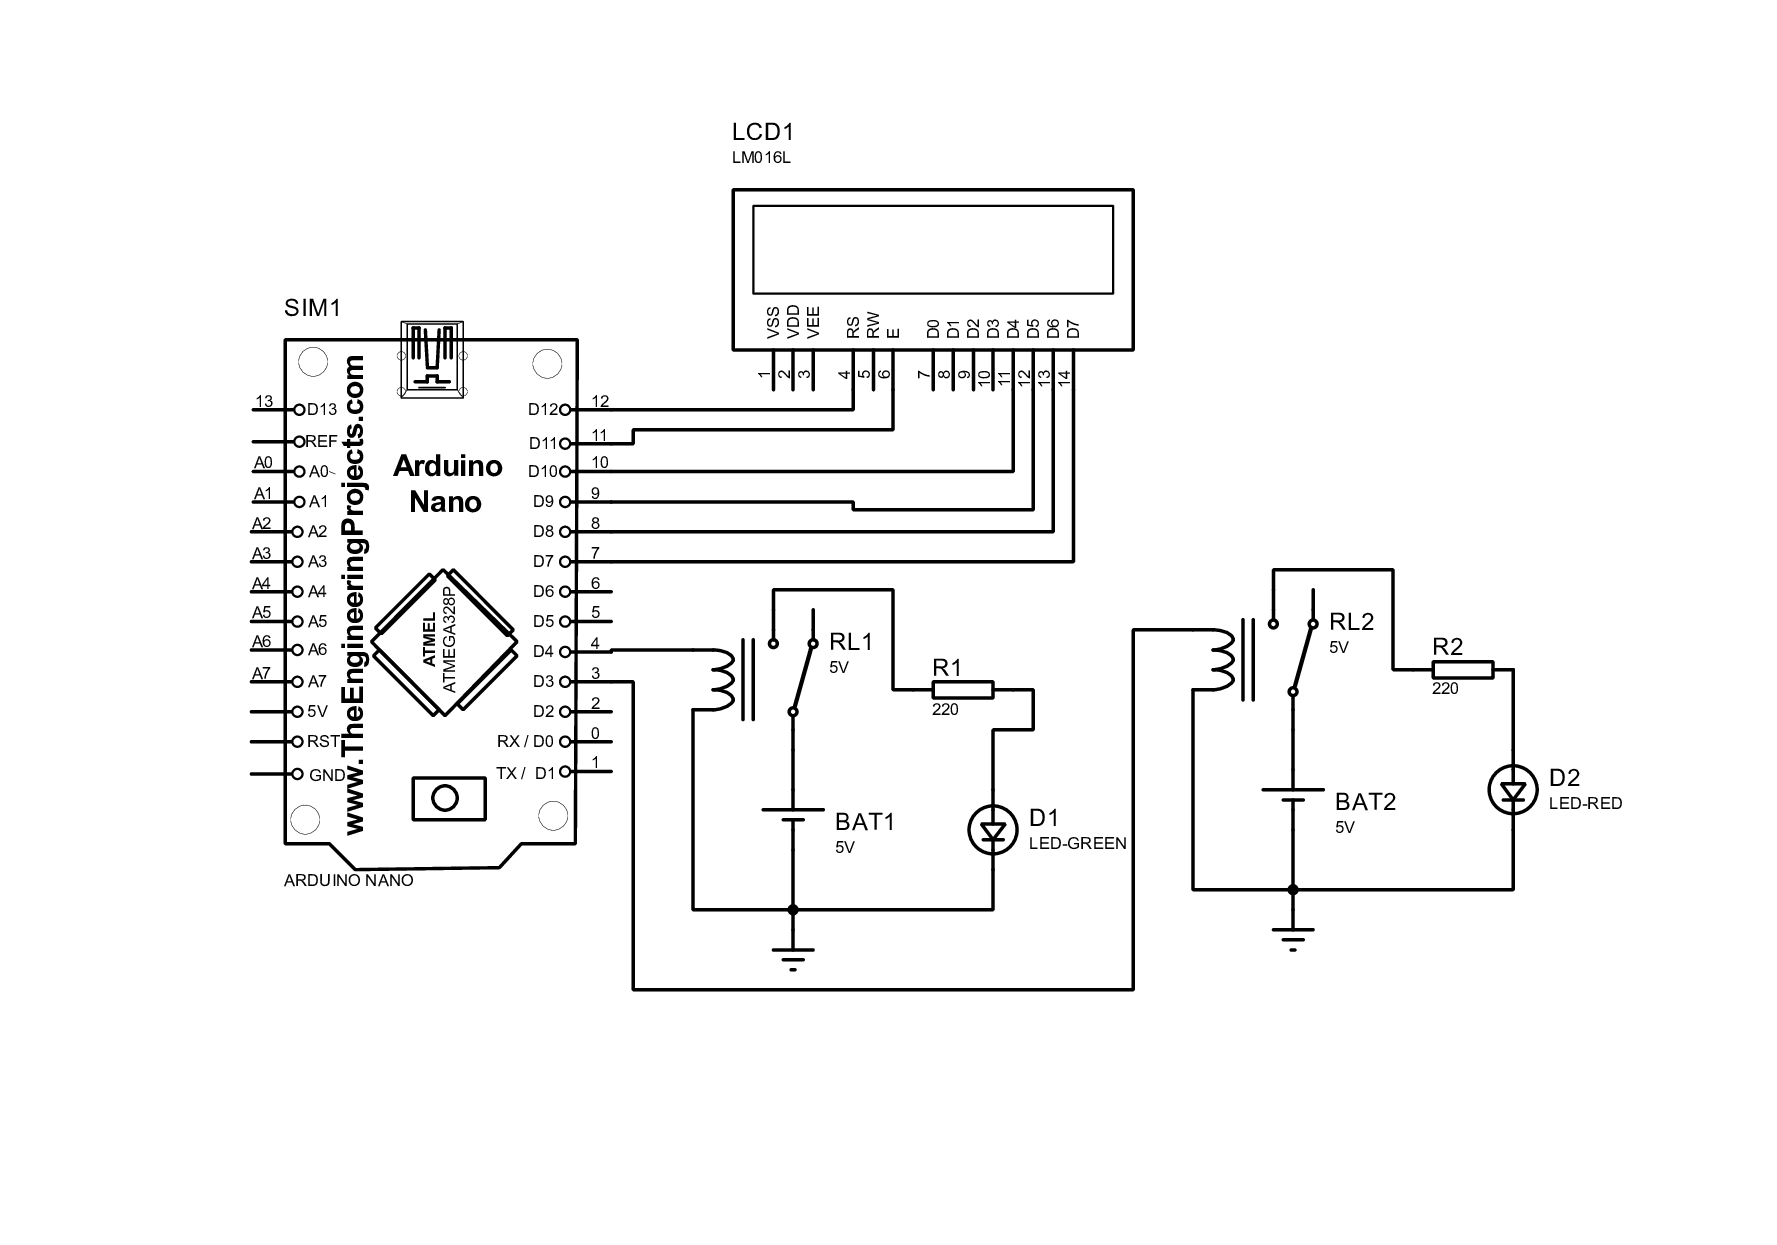 LCD1
LM016L
VSS VDD VEE RS RW E D0 D1 D2 D3 D4 D5 D6 D7
1 2 3 4 5 6 7 8 9 10 11 12 13 14
SIM1
www.TheEngineeringProjects.com
Arduino
Nano
ATMEL
ATMEGA328P
13 D13
REF
A0 A0
A1 A1
A2 A2
A3 A3
A4 A4
A5 A5
A6 A6
A7 A7
5V
RST
GND
D12 12
D11 11
D10 10
D9 9
D8 8
D7 7
D6 6
D5 5
D4 4
D3 3
D2 2
RX / D0 0
TX / D1 1
ARDUINO NANO
RL1
5V
R1
220
BAT1
5V
D1
LED-GREEN
RL2
5V
R2
220
BAT2
5V
D2
LED-RED